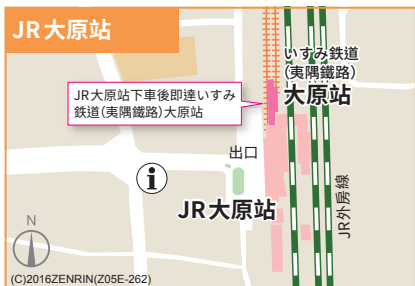 JR大原站
いすみ鉄道
(夷隅鐵路)
大原站
JR大原站下車後即達いすみ
鉄道(夷隅鐵路)大原站
出口
JR大原站
JR外房線
N
(C)2016ZENRIN(Z05E-262)